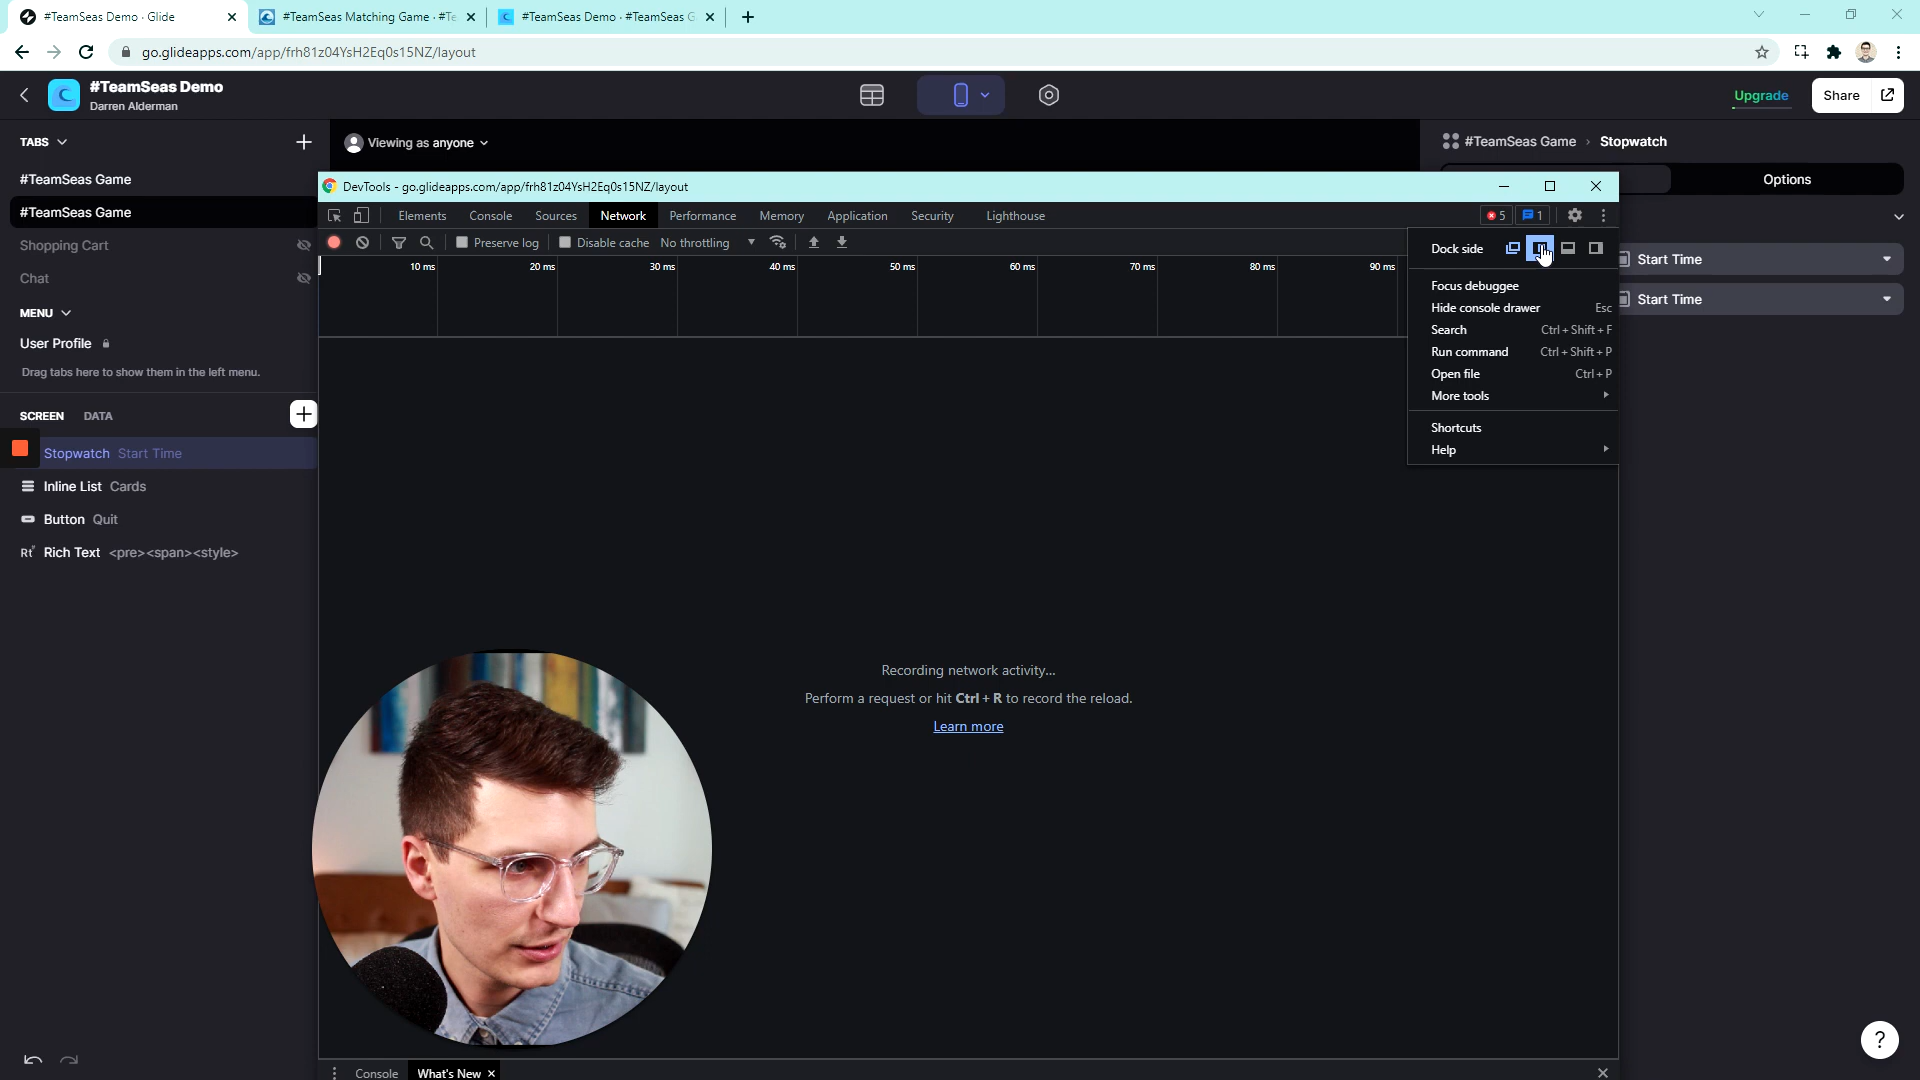 #TeamSeas Demo · Glide
#TeamSeas Matching Game · #Te
#TeamSeas Demo · #TeamSeas G
go.glideapps.com/app/frh81z04YsH2Eq0s15NZ/layout
#TeamSeas Demo
Darren Alderman
Upgrade
Share
TABS
Viewing as anyone
#TeamSeas Game
Stopwatch
#TeamSeas Game
#TeamSeas Game
Shopping Cart
Chat
MENU
User Profile
Drag tabs here to show them in the left menu.
SCREEN DATA
Stopwatch Start Time
Inline List Cards
Button Quit
Rt Rich Text <pre><span><style>
DevTools - go.glideapps.com/app/frh81z04YsH2Eq0s15NZ/layout
Elements Console Sources Network Performance Memory Application Security Lighthouse
5
1
Preserve log Disable cache No throttling
10 ms 20 ms 30 ms 40 ms 50 ms 60 ms 70 ms 80 ms 90 ms
Dock side
Focus debuggee
Hide console drawer Esc
Search Ctrl + Shift + F
Run command Ctrl + Shift + P
Open file Ctrl + P
More tools
Shortcuts
Help
Recording network activity...
Perform a request or hit Ctrl + R to record the reload.
Learn more
Console What's New
Options
Start Time
Start Time
?